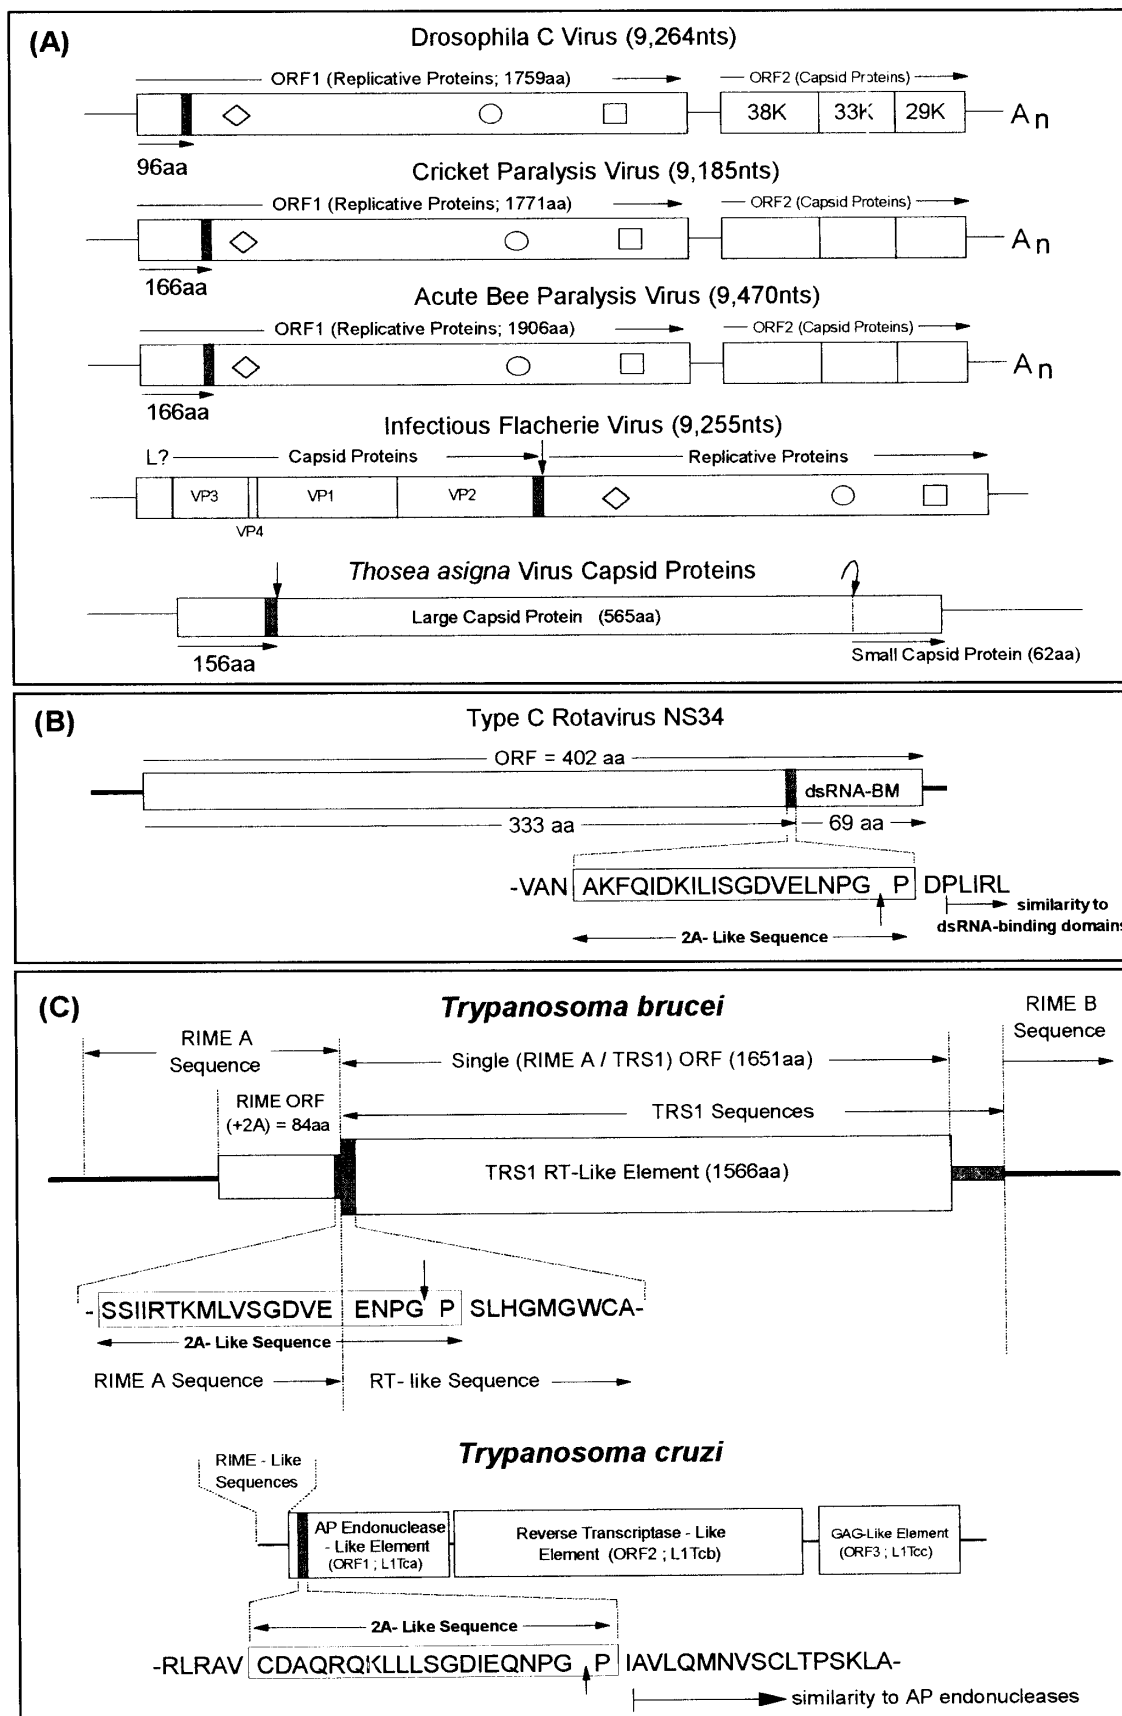 (A)
Drosophila C Virus (9,264nts)
ORF1 (Replicative Proteins; 1759aa)
ORF2 (Capsid Proteins)
38K 33K 29K
An
96aa
Cricket Paralysis Virus (9,185nts)
ORF1 (Replicative Proteins; 1771aa)
ORF2 (Capsid Proteins)
An
166aa
Acute Bee Paralysis Virus (9,470nts)
ORF1 (Replicative Proteins; 1906aa)
ORF2 (Capsid Proteins)
An
166aa
Infectious Flacherie Virus (9,255nts)
L? Capsid Proteins Replicative Proteins
VP3 VP1 VP2
VP4
Thosea asigna Virus Capsid Proteins
Large Capsid Protein (565aa)
156aa
Small Capsid Protein (62aa)
(B)
Type C Rotavirus NS34
ORF = 402 aa
dsRNA-BM
333 aa 69 aa
-VAN AKFQIDKILISGDVELNPG P DPLIRL
similarity to
dsRNA-binding domains
2A- Like Sequence
(C)
Trypanosoma brucei
RIME B
Sequence
RIME A
Sequence
Single (RIME A / TRS1) ORF (1651aa)
RIME ORF
(+2A) = 84aa
TRS1 Sequences
TRS1 RT-Like Element (1566aa)
- SSIIRTKMLVSGDVE ENPG P SLHGMGWCA-
2A- Like Sequence
RIME A Sequence RT- like Sequence
Trypanosoma cruzi
RIME - Like
Sequences
AP Endonuclease
- Like Element
(ORF1 ; L1Tca)
Reverse Transcriptase - Like
Element (ORF2 ; L1Tcb)
GAG-Like Element
(ORF3 ; L1Tcc)
2A- Like Sequence
-RLRAV CDAQRQKLLLSGDIEQNPG P IAVLQMNVSCLTPSKLA-
similarity to AP endonucleases